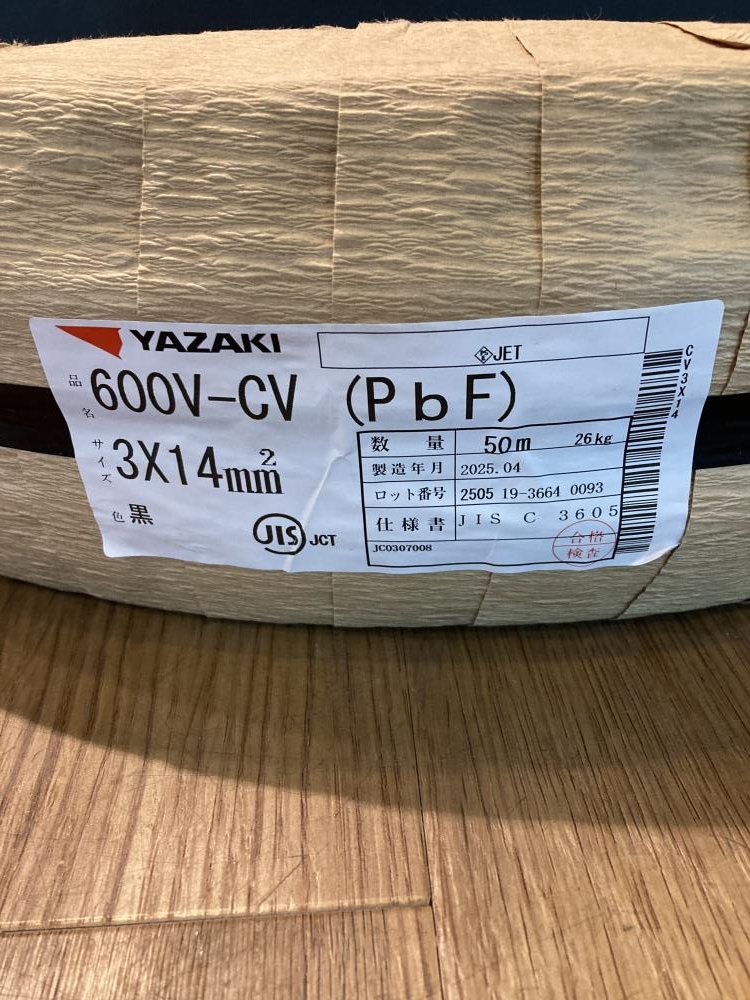 YAZAKI
JET
品名 600V-CV (PbF)
サイズ 3X14mm²
色 黒
JIS JCT
数 量 50m 26kg
製造年月 2025.04
ロット番号 2505 19-3664 0093
仕様書 JIS C 3605
JC0307008
合格
検査
CV3X14